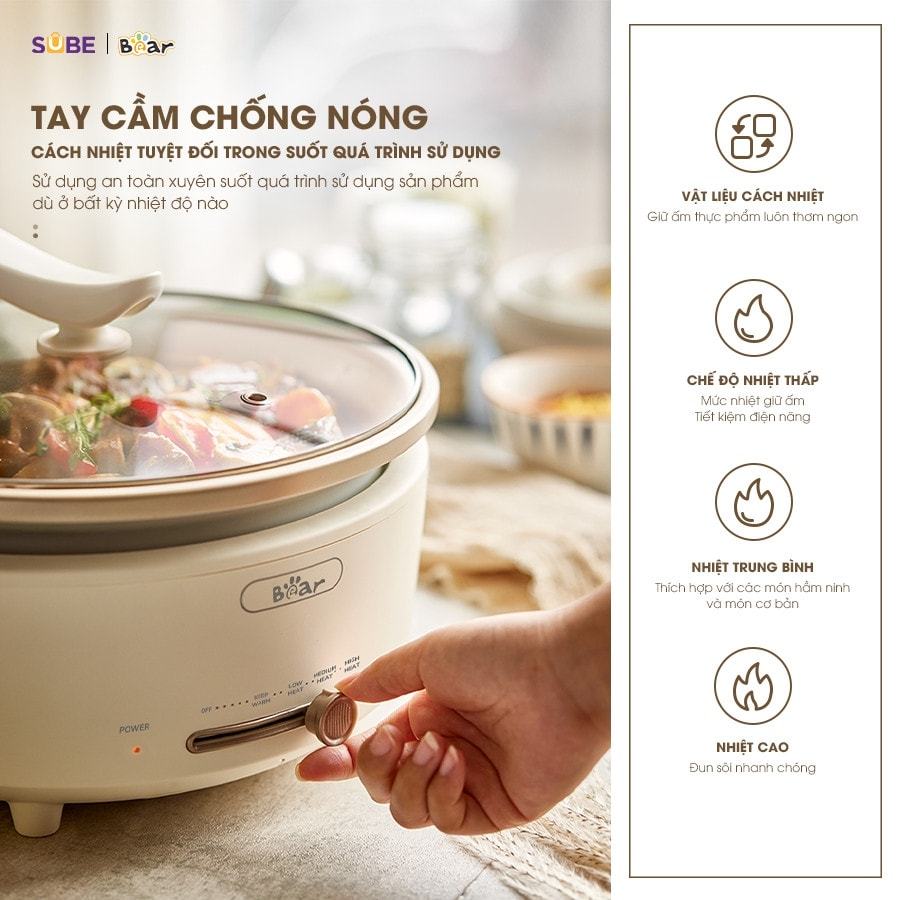 SUBE | Bear
TAY CẦM CHỐNG NÓNG
CÁCH NHIỆT TUYỆT ĐỐI TRONG SUỐT QUÁ TRÌNH SỬ DỤNG
Sử dụng an toàn xuyên suốt quá trình sử dụng sản phẩm
dù ở bất kỳ nhiệt độ nào
Bear
OFF KEEP WARM LOW HEAT MEDIUM HEAT HIGH HEAT
POWER
VẬT LIỆU CÁCH NHIỆT
Giữ ấm thực phẩm luôn thơm ngon
CHẾ ĐỘ NHIỆT THẤP
Mức nhiệt giữ ấm
Tiết kiệm điện năng
NHIỆT TRUNG BÌNH
Thích hợp với các món hầm ninh
và món cơ bản
NHIỆT CAO
Đun sôi nhanh chóng